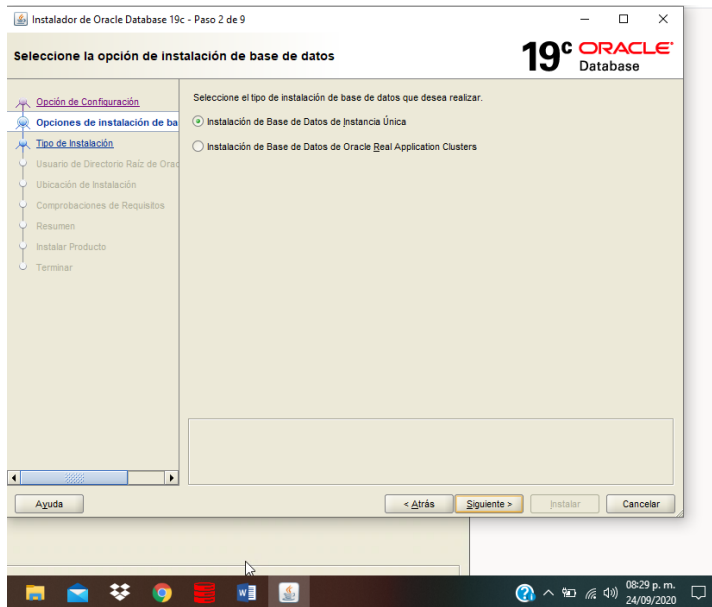 Instalador de Oracle Database 19c - Paso 2 de 9
Seleccione la opción de instalación de base de datos
19c ORACLE
Database
Opción de Configuración
Opciones de instalación de ba
Tipo de Instalación
Usuario de Directorio Raíz de Orac
Ubicación de Instalación
Comprobaciones de Requisitos
Resumen
Instalar Producto
Terminar
Seleccione el tipo de instalación de base de datos que desea realizar.
Instalación de Base de Datos de Instancia Única
Instalación de Base de Datos de Oracle Real Application Clusters
Ayuda
< Atrás
Siguiente >
Instalar
Cancelar
08:29 p. m.
24/09/2020